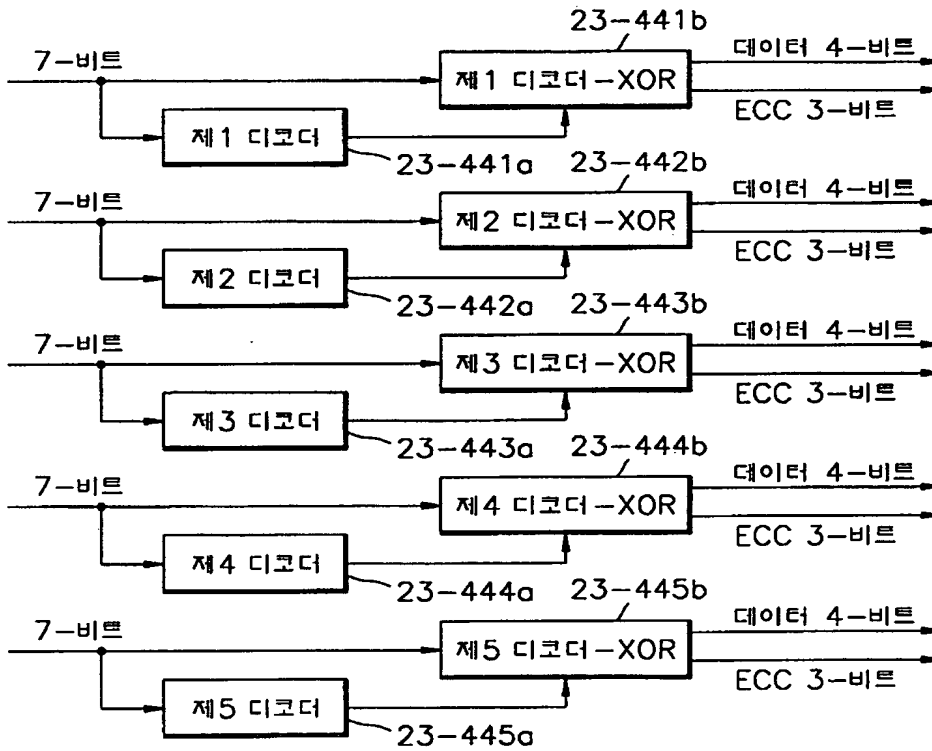 23-441b
7-비트
제1 디코더-XOR
데이터 4-비트
ECC 3-비트
제1 디코더
23-441a
23-442b
7-비트
제2 디코더-XOR
데이터 4-비트
ECC 3-비트
제2 디코더
23-442a
23-443b
7-비트
제3 디코더-XOR
데이터 4-비트
ECC 3-비트
제3 디코더
23-443a
23-444b
7-비트
제4 디코더-XOR
데이터 4-비트
ECC 3-비트
제4 디코더
23-444a
23-445b
7-비트
제5 디코더-XOR
데이터 4-비트
ECC 3-비트
제5 디코더
23-445a